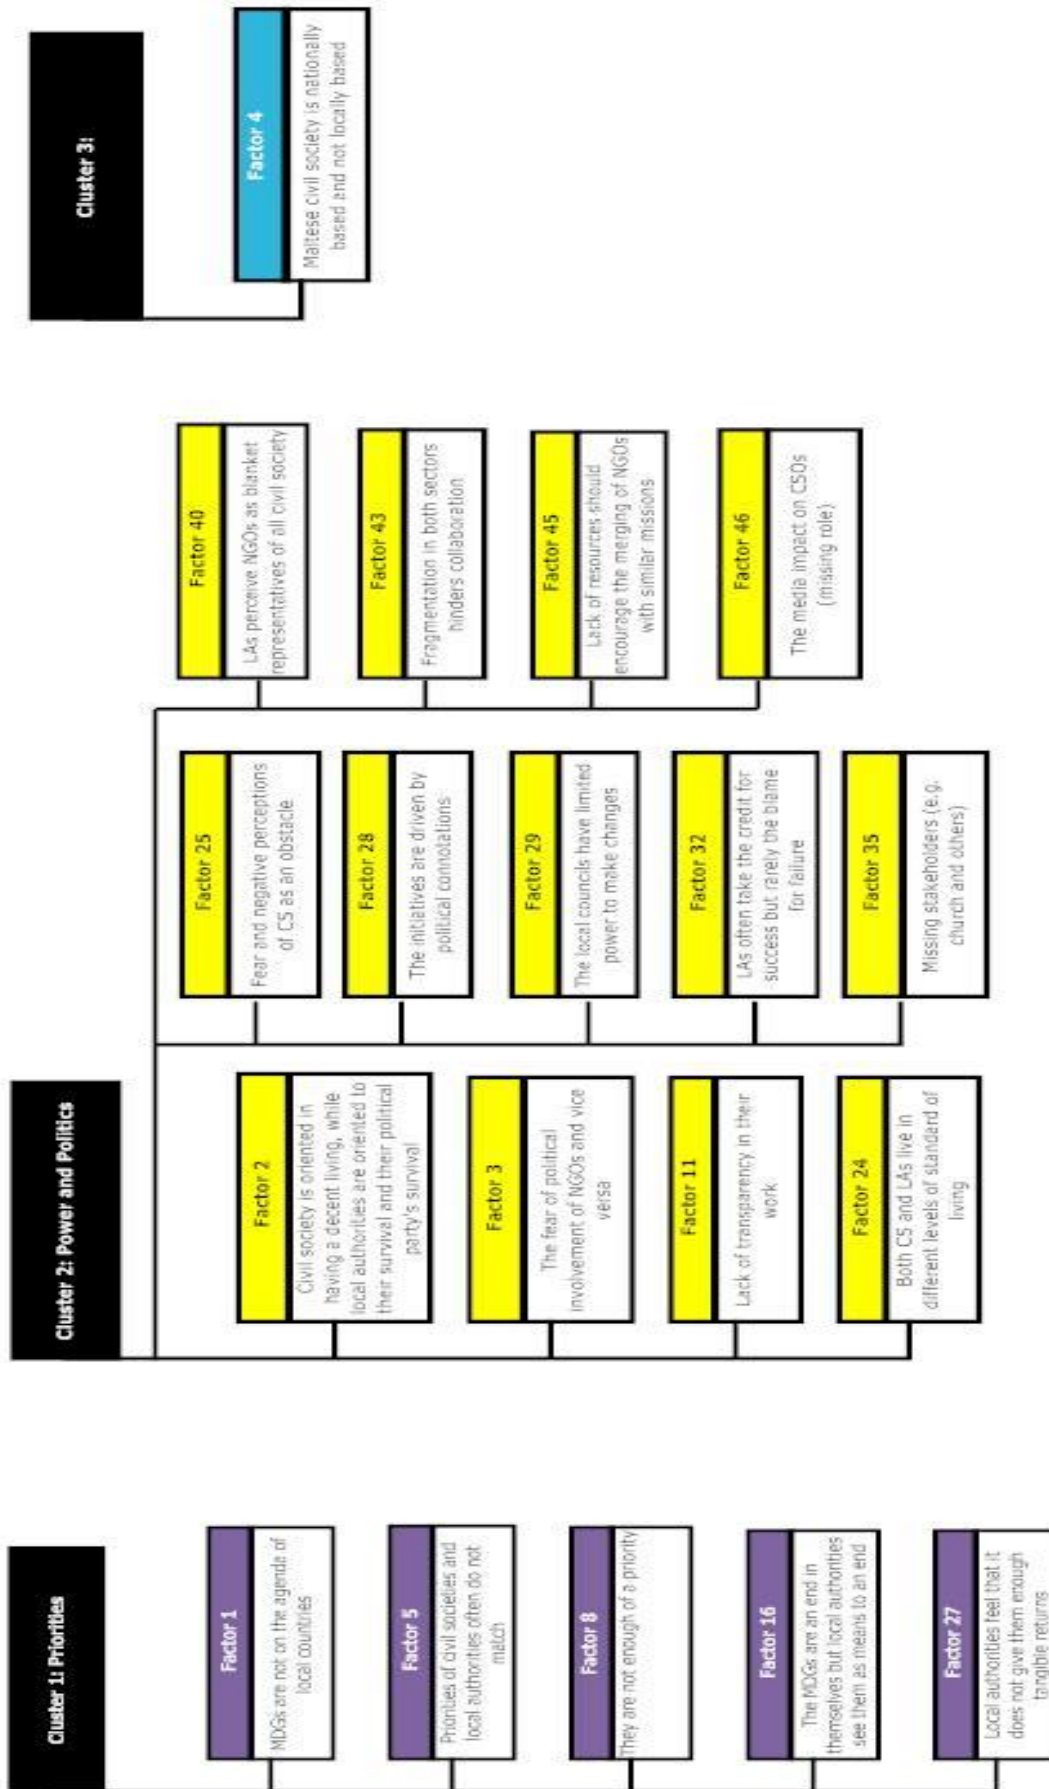 Cluster 1: Priorities
Factor 1
MDGs are not on the agenda of
local countries
Factor 5
Priorities of civil societies and
local authorities often do not
match
Factor 8
They are not enough of a priority
Factor 16
The MDGs are an end in
themselves but local authorities
see them as means to an end
Factor 27
Local authorities feel that it
does not give them enough
tangible returns
Cluster 2: Power and Politics
Factor 2
Civil society is oriented in
having a decent living, while
local authorities are oriented to
their survival and their political
party's survival
Factor 3
The fear of political
involvement of NGOs and vice
versa
Factor 11
Lack of transparency in their
work
Factor 24
Both CS and LAs live in
different levels of standard of
living
Factor 25
Fear and negative perceptions
of CS as an obstacle
Factor 28
The initiatives are driven by
political connotations
Factor 29
The local councils have limited
power to make changes
Factor 32
LAs often take the credit for
success but rarely the blame
for failure
Factor 35
Missing stakeholders (e.g.
church and others)
Factor 40
LAs perceive NGOs as blanket
representatives of all civil society
Factor 43
Fragmentation in both sectors
hinders collaboration
Factor 45
Lack of resources should
encourage the merging of NGOs
with similar missions
Factor 46
The media impact on CSOs
(missing role)
Cluster 3:
Factor 4
Maltese civil society is nationally
based and not locally based